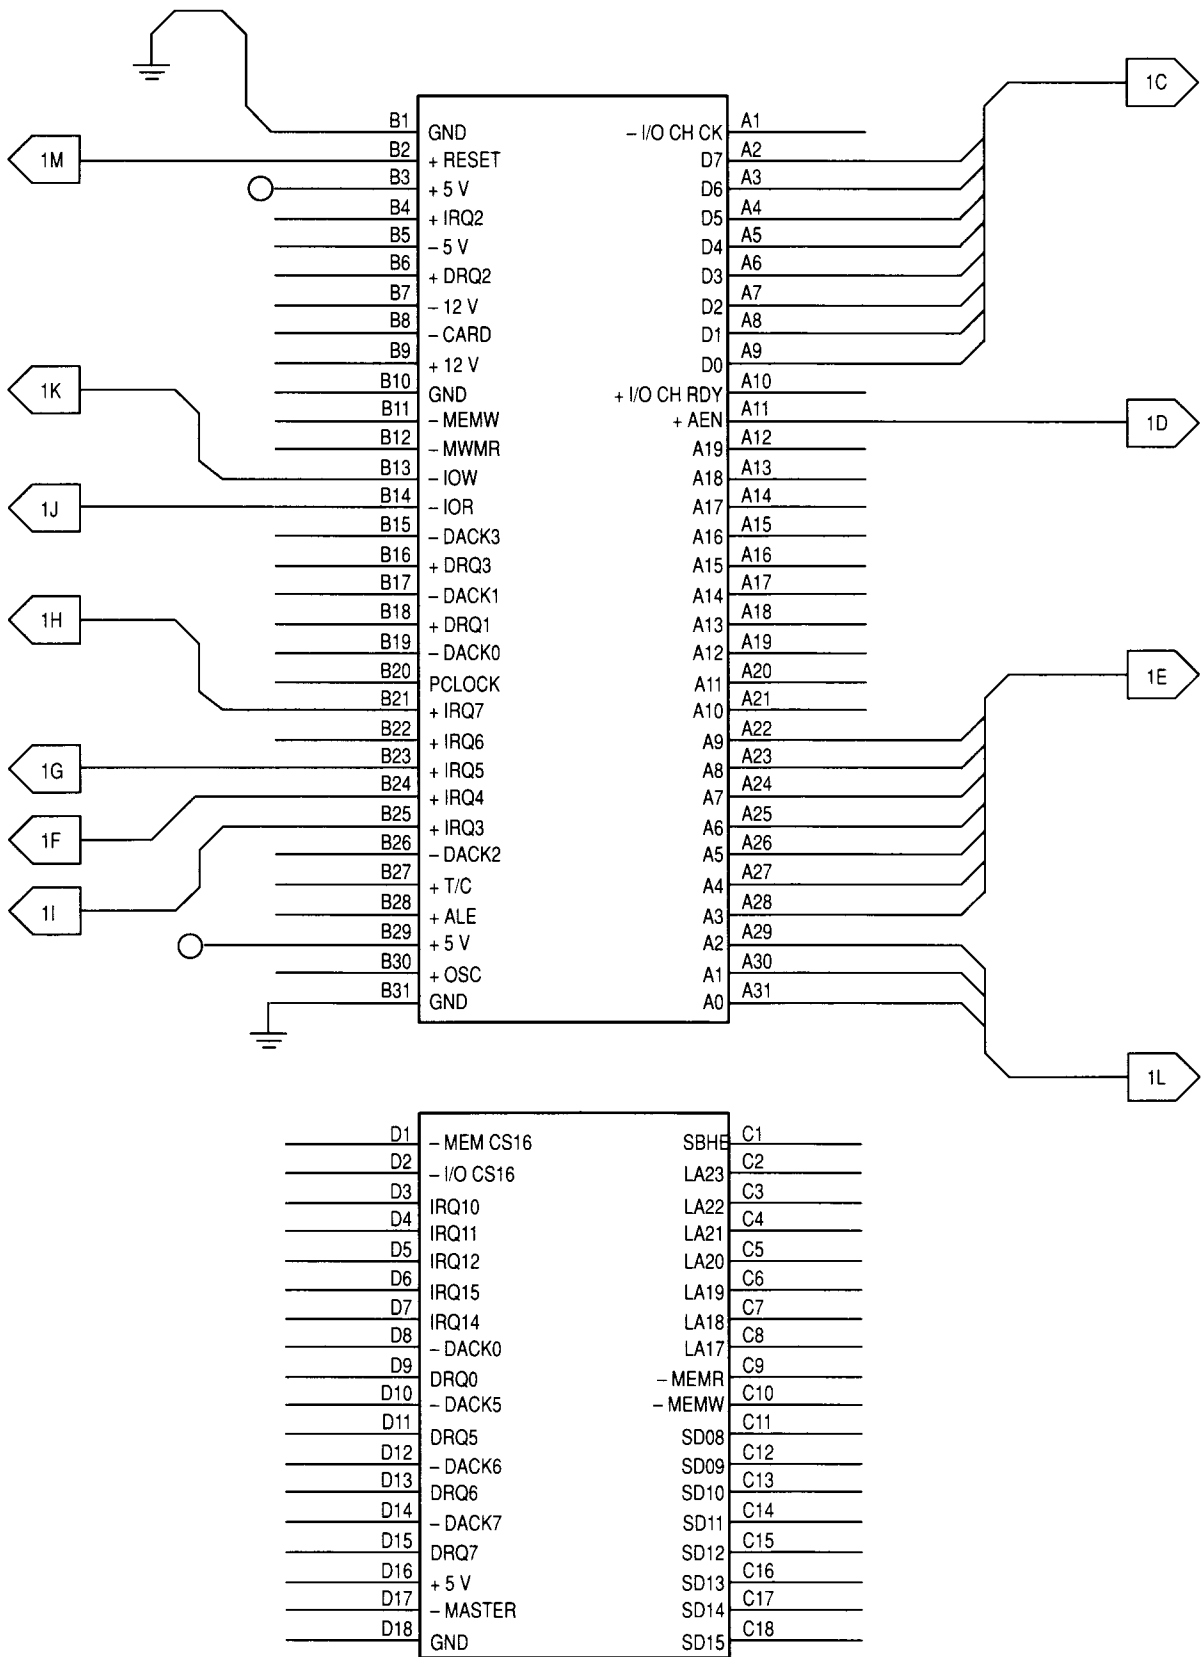 1C
B1 GND – I/O CH CK A1
1M B2 + RESET D7 A2
B3 + 5 V D6 A3
B4 + IRQ2 D5 A4
B5 – 5 V D4 A5
B6 + DRQ2 D3 A6
B7 – 12 V D2 A7
B8 – CARD D1 A8
B9 + 12 V D0 A9
1K B10 GND + I/O CH RDY A10
B11 – MEMW + AEN A11 1D
B12 – MWMR A19 A12
B13 – IOW A18 A13
1J B14 – IOR A17 A14
B15 – DACK3 A16 A15
B16 + DRQ3 A15 A16
B17 – DACK1 A14 A17
1H B18 + DRQ1 A13 A18
B19 – DACK0 A12 A19
B20 PCLOCK A11 A20 1E
B21 + IRQ7 A10 A21
B22 + IRQ6 A9 A22
1G B23 + IRQ5 A8 A23
B24 + IRQ4 A7 A24
1F B25 + IRQ3 A6 A25
B26 – DACK2 A5 A26
B27 + T/C A4 A27
1I B28 + ALE A3 A28
B29 + 5 V A2 A29
B30 + OSC A1 A30
B31 GND A0 A31
1L
D1 – MEM CS16 SBHE C1
D2 – I/O CS16 LA23 C2
D3 IRQ10 LA22 C3
D4 IRQ11 LA21 C4
D5 IRQ12 LA20 C5
D6 IRQ15 LA19 C6
D7 IRQ14 LA18 C7
D8 – DACK0 LA17 C8
D9 DRQ0 – MEMR C9
D10 – DACK5 – MEMW C10
D11 DRQ5 SD08 C11
D12 – DACK6 SD09 C12
D13 DRQ6 SD10 C13
D14 – DACK7 SD11 C14
D15 DRQ7 SD12 C15
D16 + 5 V SD13 C16
D17 – MASTER SD14 C17
D18 GND SD15 C18